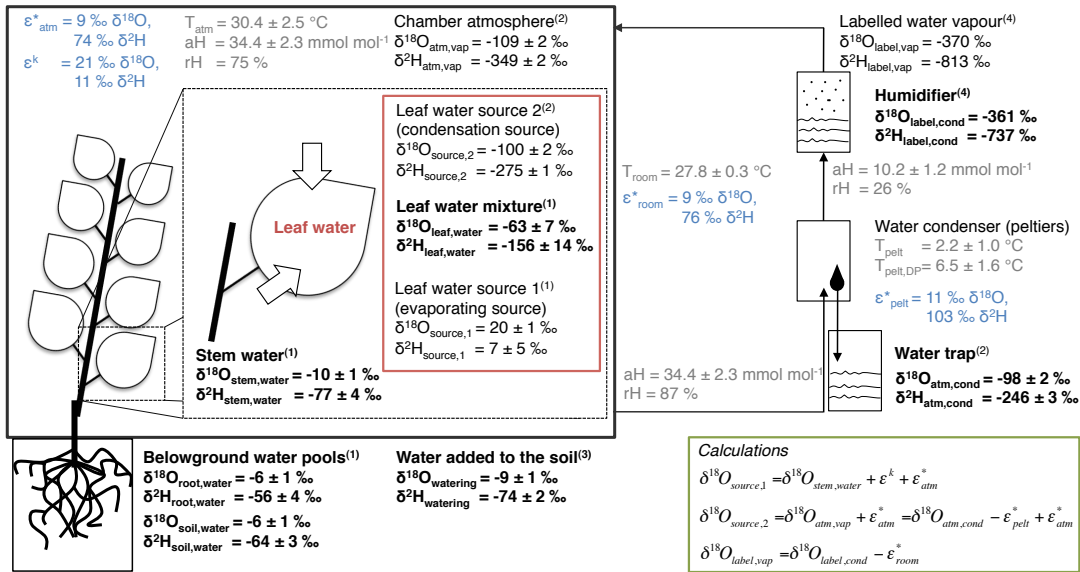 ε*atm = 9 ‰ δ¹⁸O,
74 ‰ δ²H
εᵏ = 21 ‰ δ¹⁸O,
11 ‰ δ²H
Tatm = 30.4 ± 2.5 °C
aH = 34.4 ± 2.3 mmol mol⁻¹
rH = 75 %
Chamber atmosphere⁽²⁾
δ¹⁸Oatm,vap = -109 ± 2 ‰
δ²Hatm,vap = -349 ± 2 ‰
Leaf water source 2⁽²⁾
(condensation source)
δ¹⁸Osource,2 = -100 ± 2 ‰
δ²Hsource,2 = -275 ± 1 ‰
Leaf water mixture⁽¹⁾
δ¹⁸Oleaf,water = -63 ± 7 ‰
δ²Hleaf,water = -156 ± 14 ‰
Leaf water source 1⁽¹⁾
(evaporating source)
δ¹⁸Osource,1 = 20 ± 1 ‰
δ²Hsource,1 = 7 ± 5 ‰
Leaf water
Stem water⁽¹⁾
δ¹⁸Ostem,water = -10 ± 1 ‰
δ²Hstem,water = -77 ± 4 ‰
Labelled water vapour⁽⁴⁾
δ¹⁸Olabel,vap = -370 ‰
δ²Hlabel,vap = -813 ‰
Humidifier⁽⁴⁾
δ¹⁸Olabel,cond = -361 ‰
δ²Hlabel,cond = -737 ‰
Troom = 27.8 ± 0.3 °C
ε*room = 9 ‰ δ¹⁸O,
76 ‰ δ²H
aH = 10.2 ± 1.2 mmol mol⁻¹
rH = 26 %
Water condenser (peltiers)
Tpelt = 2.2 ± 1.0 °C
Tpelt,DP = 6.5 ± 1.6 °C
ε*pelt = 11 ‰ δ¹⁸O,
103 ‰ δ²H
aH = 34.4 ± 2.3 mmol mol⁻¹
rH = 87 %
Water trap⁽²⁾
δ¹⁸Oatm,cond = -98 ± 2 ‰
δ²Hatm,cond = -246 ± 3 ‰
Belowground water pools⁽¹⁾
δ¹⁸Oroot,water = -6 ± 1 ‰
δ²Hroot,water = -56 ± 4 ‰
δ¹⁸Osoil,water = -6 ± 1 ‰
δ²Hsoil,water = -64 ± 3 ‰
Water added to the soil⁽³⁾
δ¹⁸Owatering = -9 ± 1 ‰
δ²Hwatering = -74 ± 2 ‰
Calculations
δ¹⁸Osource,1 = δ¹⁸Ostem,water + εᵏ + ε*atm
δ¹⁸Osource,2 = δ¹⁸Oatm,vap + ε*atm = δ¹⁸Oatm,cond − ε*pelt + ε*atm
δ¹⁸Olabel,vap = δ¹⁸Olabel,cond − ε*room